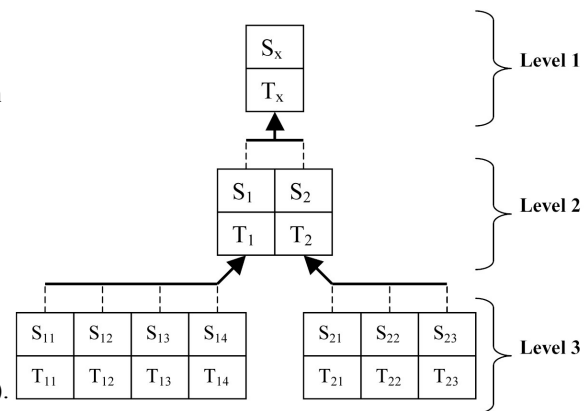 Sₓ
Tₓ
Level 1
S₁ S₂
T₁ T₂
Level 2
S₁₁ S₁₂ S₁₃ S₁₄ S₂₁ S₂₂ S₂₃
T₁₁ T₁₂ T₁₃ T₁₄ T₂₁ T₂₂ T₂₃
Level 3
).